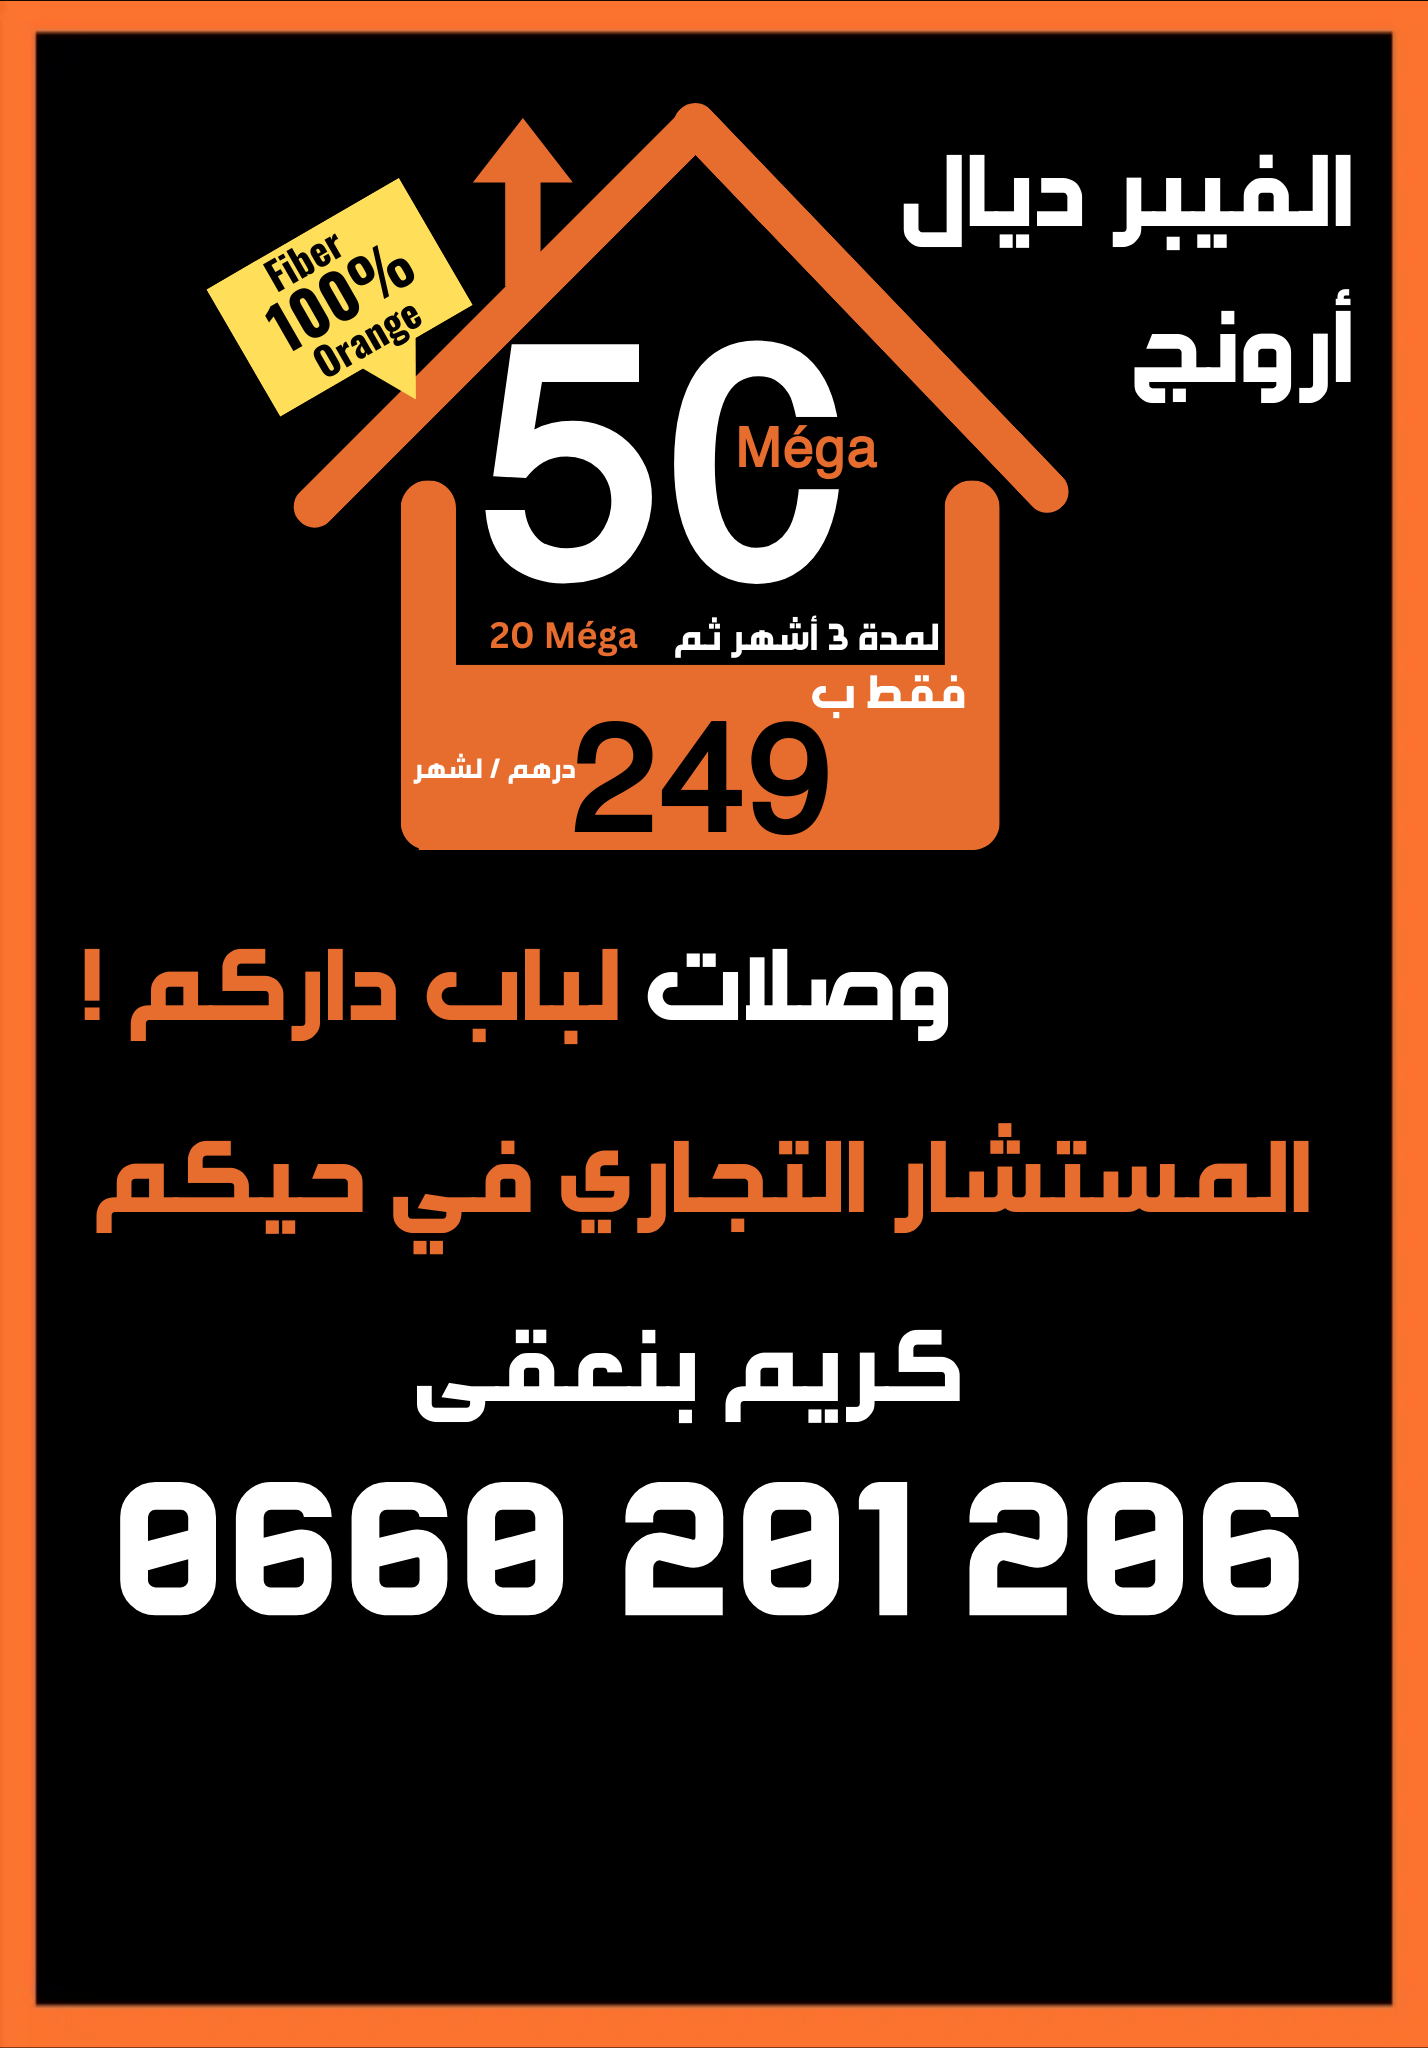 الفيبر ديال
أرونج
Fiber
100%
Orange
50
Méga
لمدة 3 أشهر ثم 20 Méga
فقط ب
249 درهم / لشهر
وصلات لباب داركم !
المستشار التجاري في حيكم
كريم بنعقى
0660 201 206